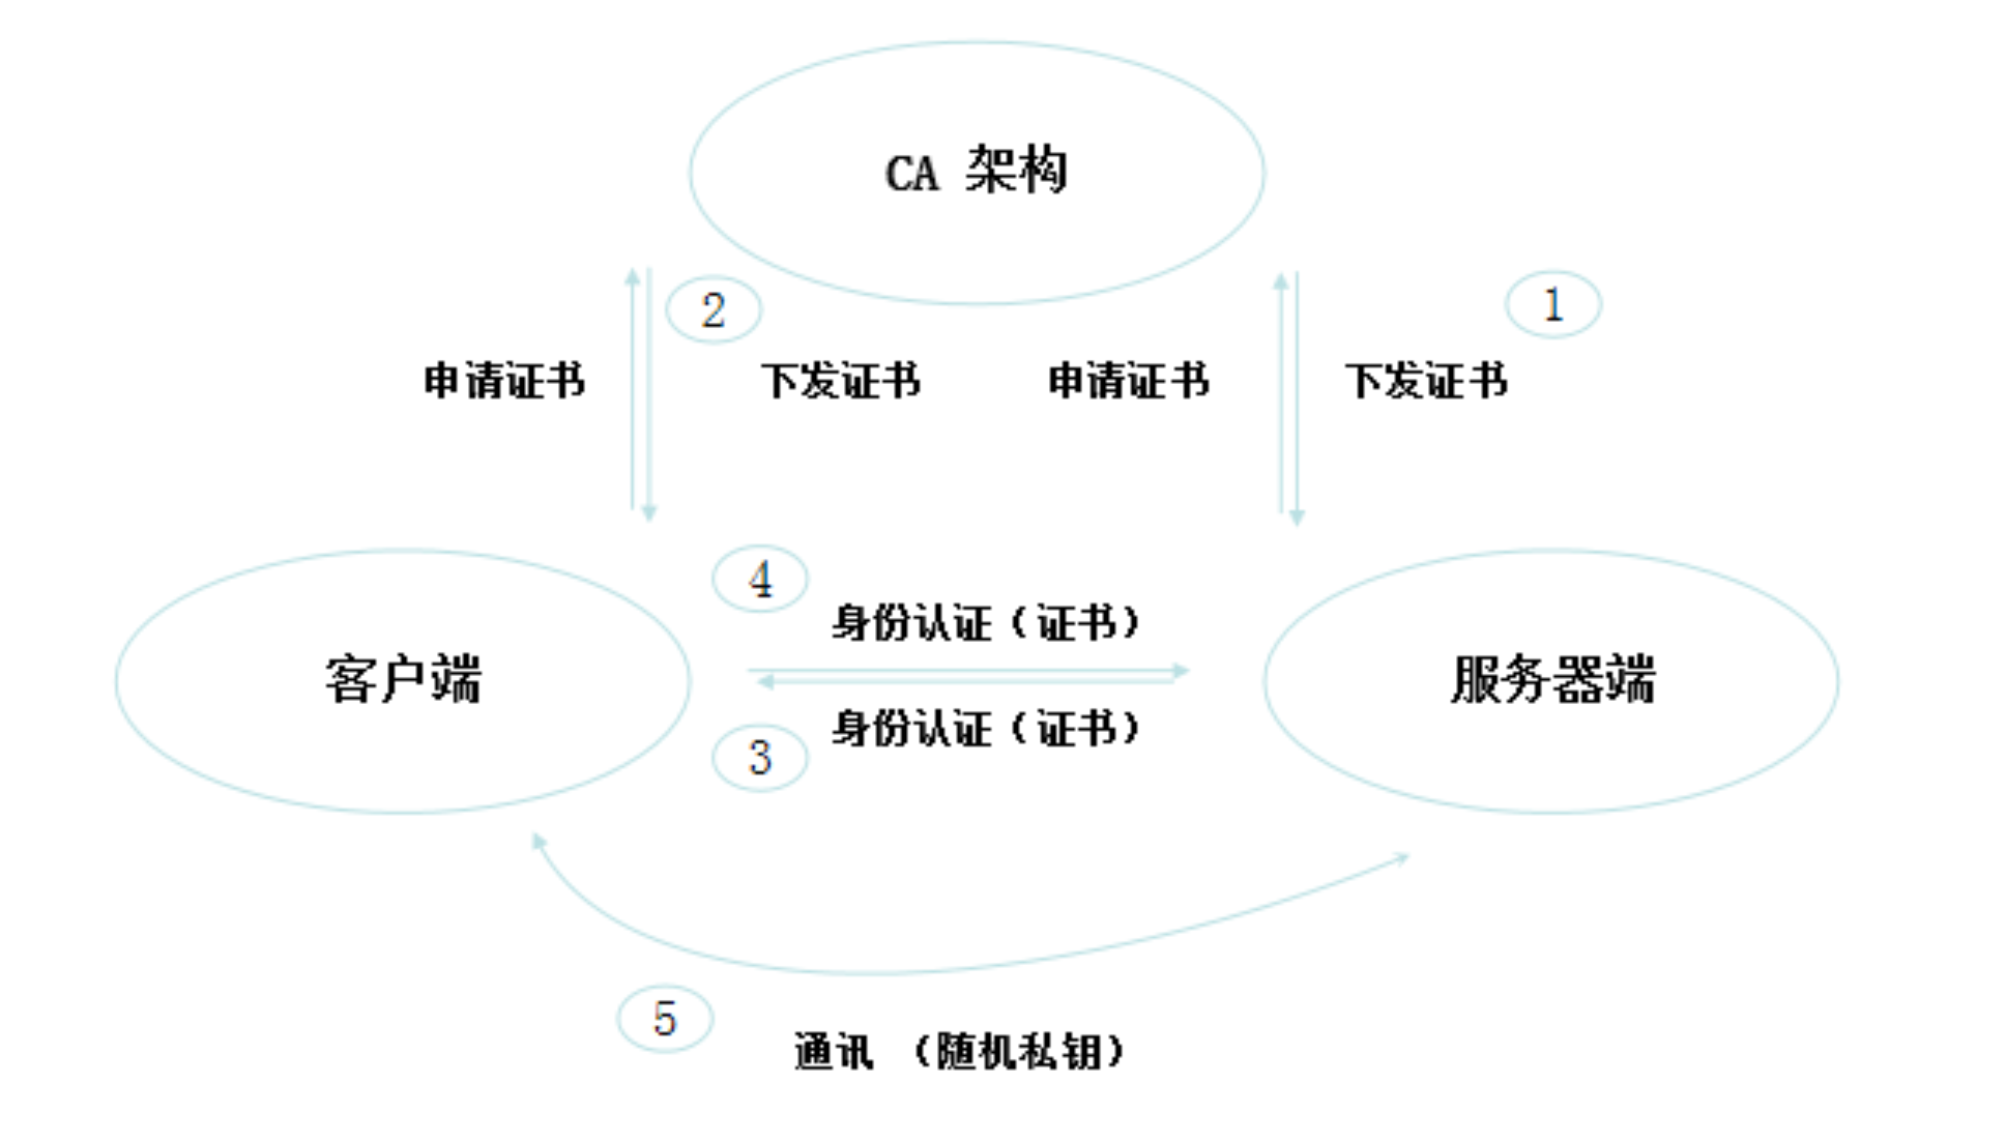 CA 架构
2
1
申请证书
下发证书
申请证书
下发证书
4
身份认证（证书）
客户端
服务器端
身份认证（证书）
3
5
通讯 （随机私钥）